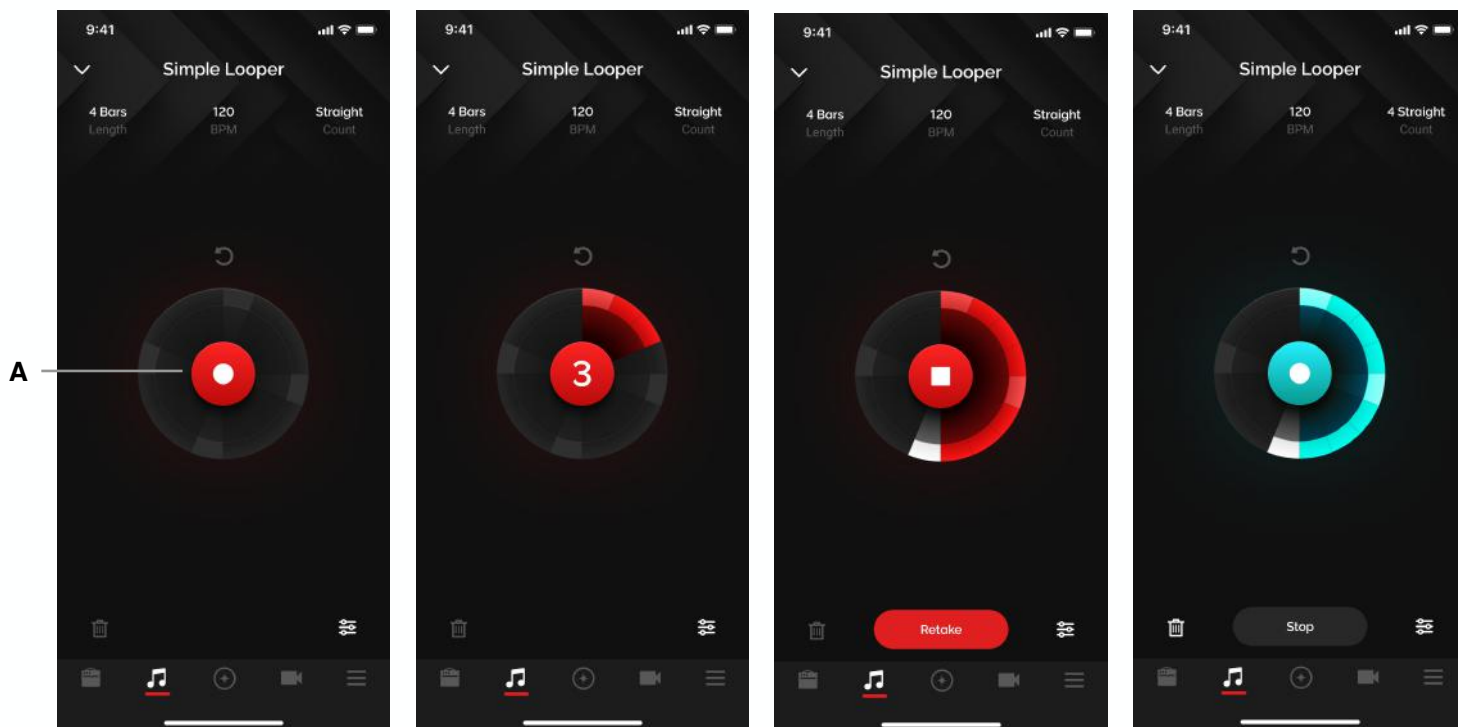 9:41
Simple Looper
4 Bars 120 Straight
Length BPM Count
9:41
Simple Looper
4 Bars 120 Straight
Length BPM Count
3
9:41
Simple Looper
4 Bars 120 Straight
Length BPM Count
Retake
9:41
Simple Looper
4 Bars 120 4 Straight
Length BPM Count
Stop
A